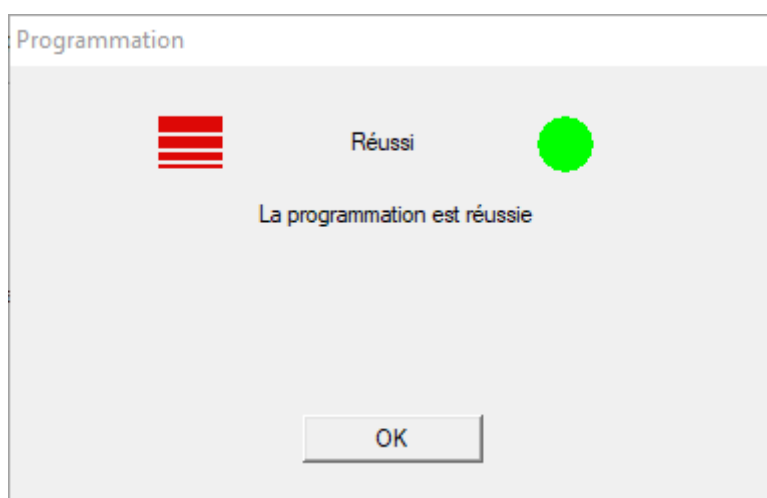 Programmation
Réussi
La programmation est réussie
OK